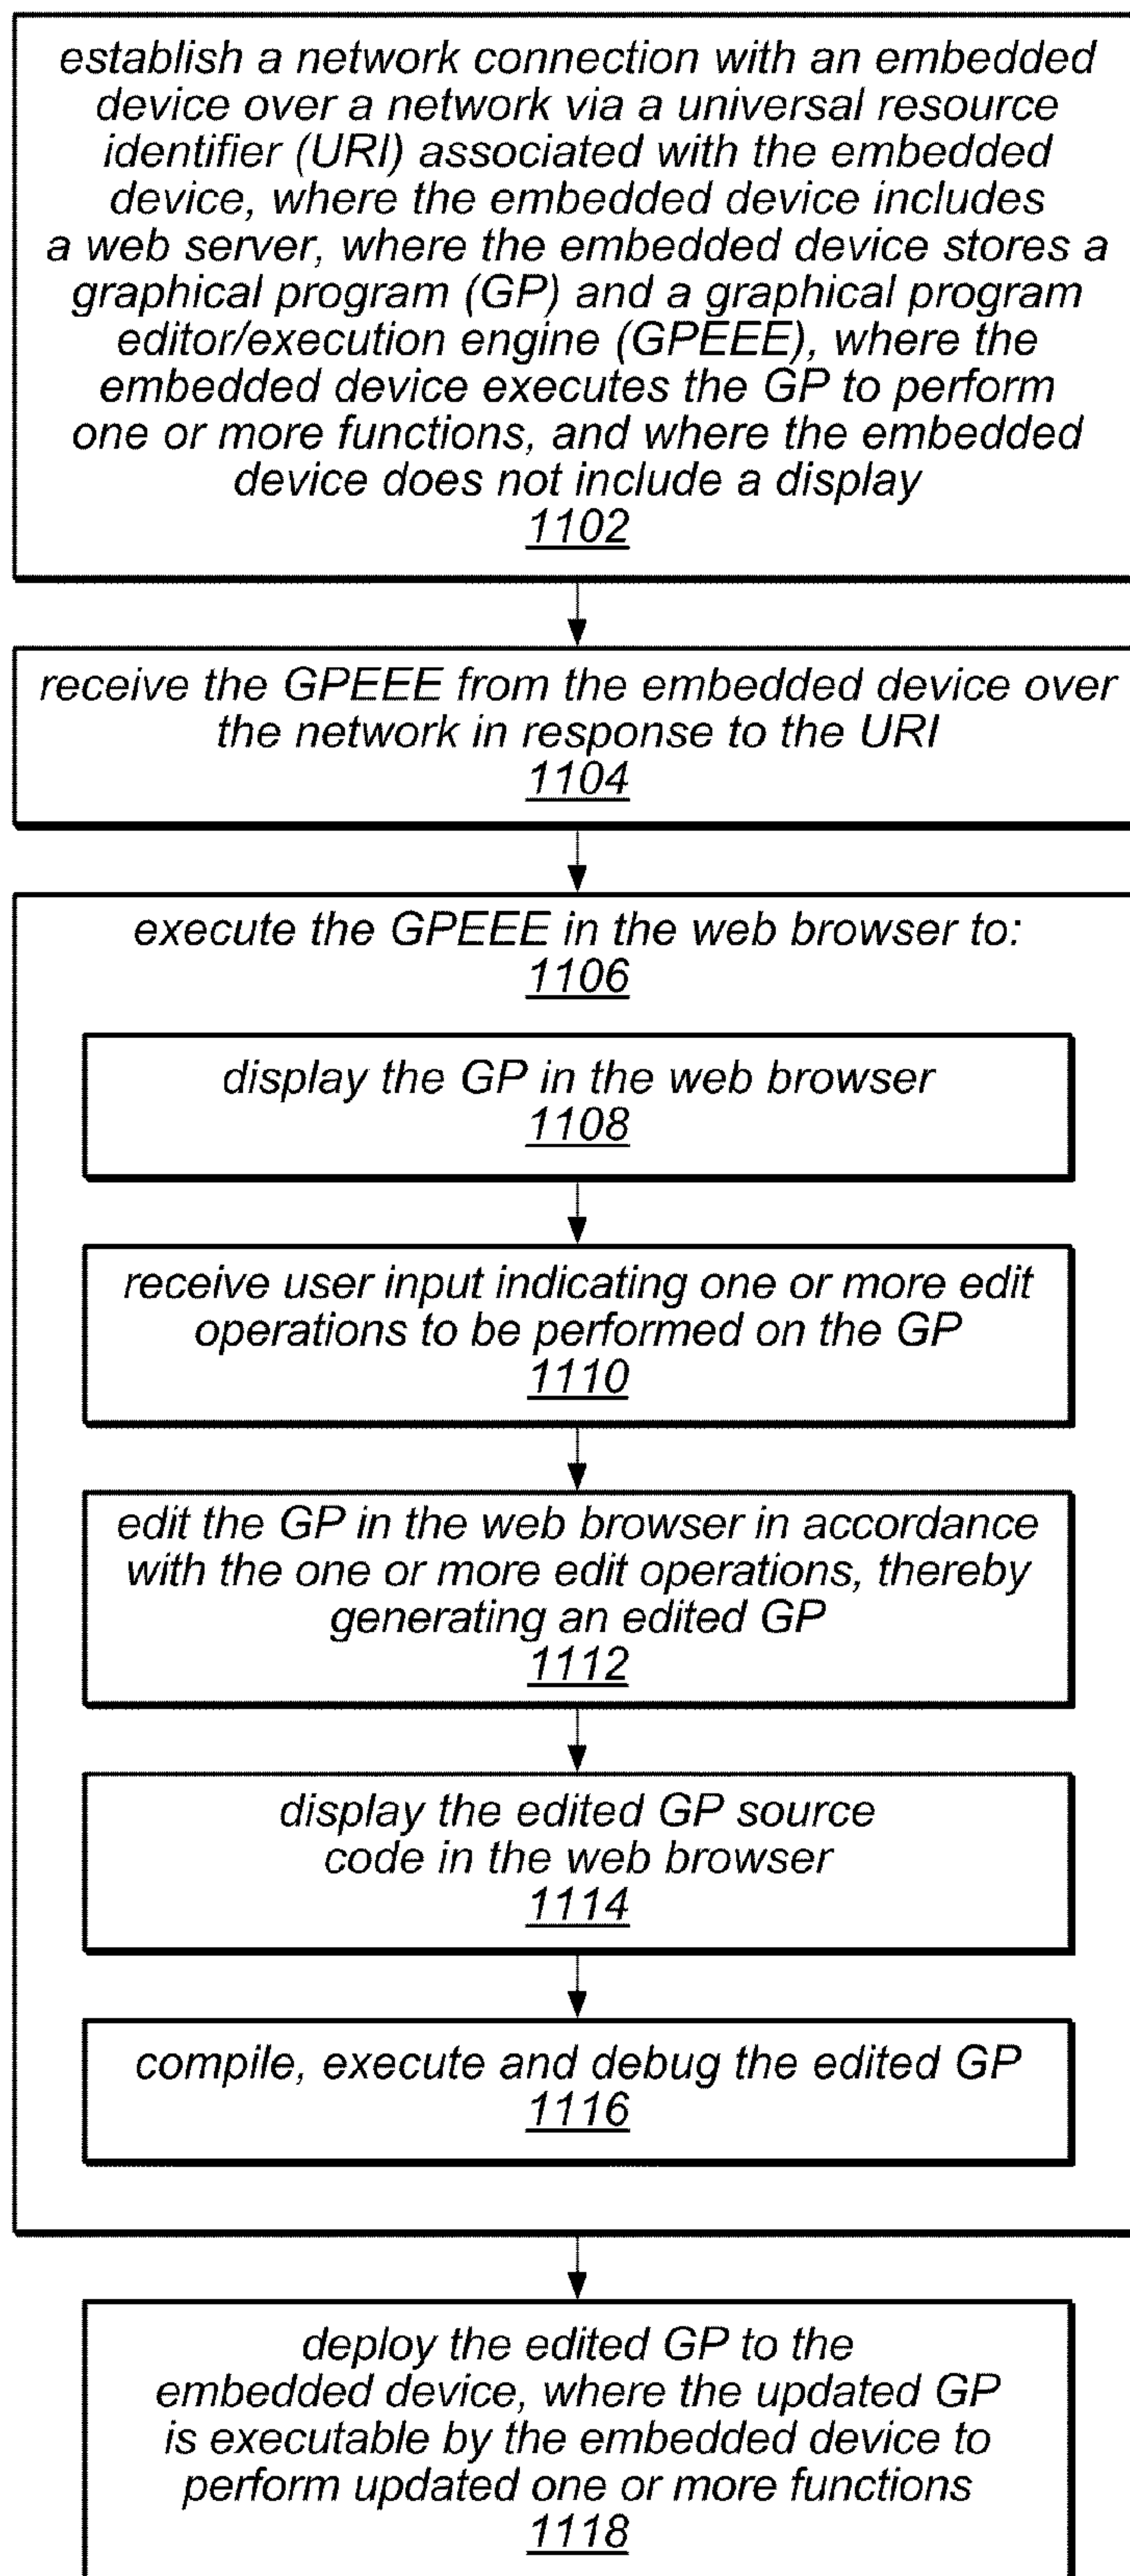 establish a network connection with an embedded
device over a network via a universal resource
identifier (URI) associated with the embedded
device, where the embedded device includes
a web server, where the embedded device stores a
graphical program (GP) and a graphical program
editor/execution engine (GPEEE), where the
embedded device executes the GP to perform
one or more functions, and where the embedded
device does not include a display
1102
receive the GPEEE from the embedded device over
the network in response to the URI
1104
execute the GPEEE in the web browser to:
1106
display the GP in the web browser
1108
receive user input indicating one or more edit
operations to be performed on the GP
1110
edit the GP in the web browser in accordance
with the one or more edit operations, thereby
generating an edited GP
1112
display the edited GP source
code in the web browser
1114
compile, execute and debug the edited GP
1116
deploy the edited GP to the
embedded device, where the updated GP
is executable by the embedded device to
perform updated one or more functions
1118